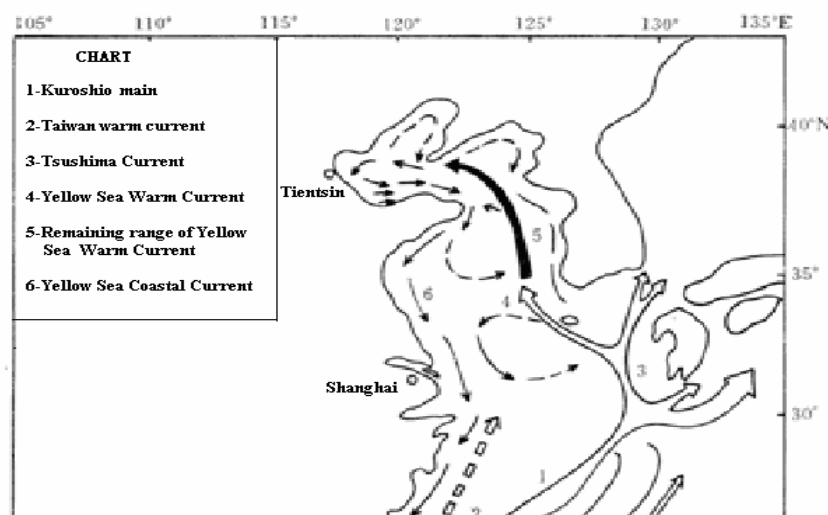 105° 110° 115° 120° 125° 130° 135°E
CHART
1-Kuroshio main
2-Taiwan warm current
3-Tsushima Current
4-Yellow Sea Warm Current
5-Remaining range of Yellow
Sea Warm Current
6-Yellow Sea Coastal Current
40°N
Tientsin
5
35°
6
4
3
Shanghai
30°
1
2